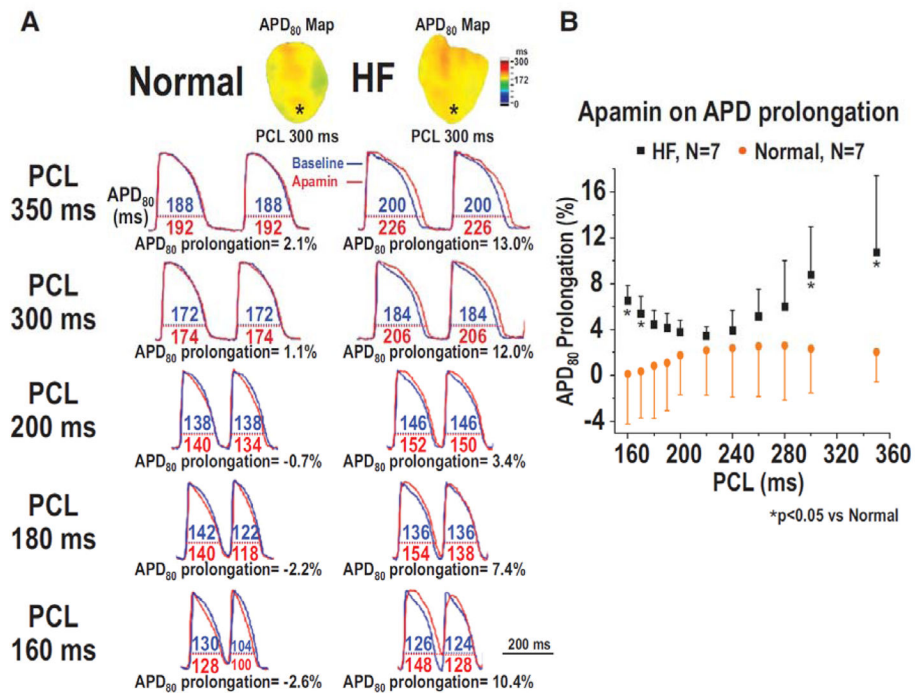 A
B
APD80 Map
APD80 Map
Normal
HF
ms
300
172
0
*
*
PCL 300 ms
PCL 300 ms
Baseline
Apamin
PCL
350 ms
APD80
(ms)
188
188
200
200
192
192
226
226
APD80 prolongation= 2.1%
APD80 prolongation= 13.0%
PCL
300 ms
172
172
184
184
174
174
206
206
APD80 prolongation= 1.1%
APD80 prolongation= 12.0%
PCL
200 ms
138
138
146
146
140
134
152
150
APD80 prolongation= -0.7%
APD80 prolongation= 3.4%
PCL
180 ms
142
122
136
136
140
118
154
138
APD80 prolongation= -2.2%
APD80 prolongation= 7.4%
PCL
160 ms
130
104
126
124
128
100
148
128
200 ms
APD80 prolongation= -2.6%
APD80 prolongation= 10.4%
Apamin on APD prolongation
HF, N=7
Normal, N=7
APD80 Prolongation (%)
16
12
8
4
0
-4
*
*
*
*
160
200
240
280
320
360
PCL (ms)
*p<0.05 vs Normal